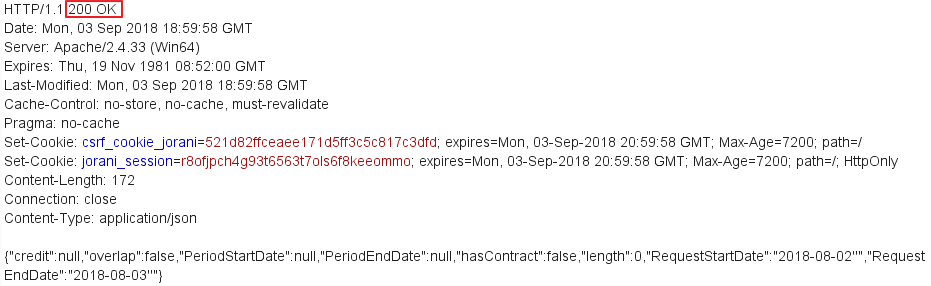 HTTP/1.1 200 OK
Date: Mon, 03 Sep 2018 18:59:58 GMT
Server: Apache/2.4.33 (Win64)
Expires: Thu, 19 Nov 1981 08:52:00 GMT
Last-Modified: Mon, 03 Sep 2018 18:59:58 GMT
Cache-Control: no-store, no-cache, must-revalidate
Pragma: no-cache
Set-Cookie: csrf_cookie_jorani=521d82ffceaee171d5ff3c5c817c3dfd; expires=Mon, 03-Sep-2018 20:59:58 GMT; Max-Age=7200; path=/
Set-Cookie: jorani_session=r8ofjpch4g93t6563t7ols6f8keeommo; expires=Mon, 03-Sep-2018 20:59:58 GMT; Max-Age=7200; path=/; HttpOnly
Content-Length: 172
Connection: close
Content-Type: application/json
{"credit":null,"overlap":false,"PeriodStartDate":null,"PeriodEndDate":null,"hasContract":false,"length":0,"RequestStartDate":"2018-08-02''","Request
EndDate":"2018-08-03''"}